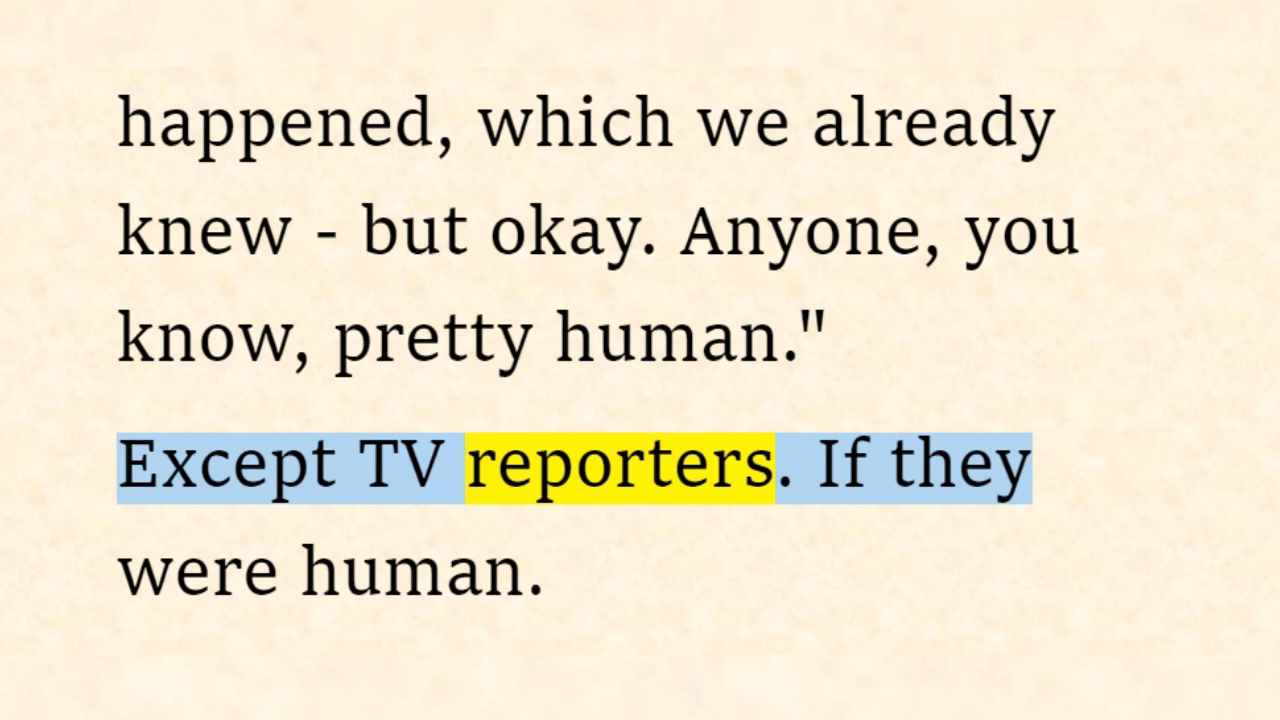 happened, which we already
knew - but okay. Anyone, you
know, pretty human."
Except TV reporters. If they
were human.